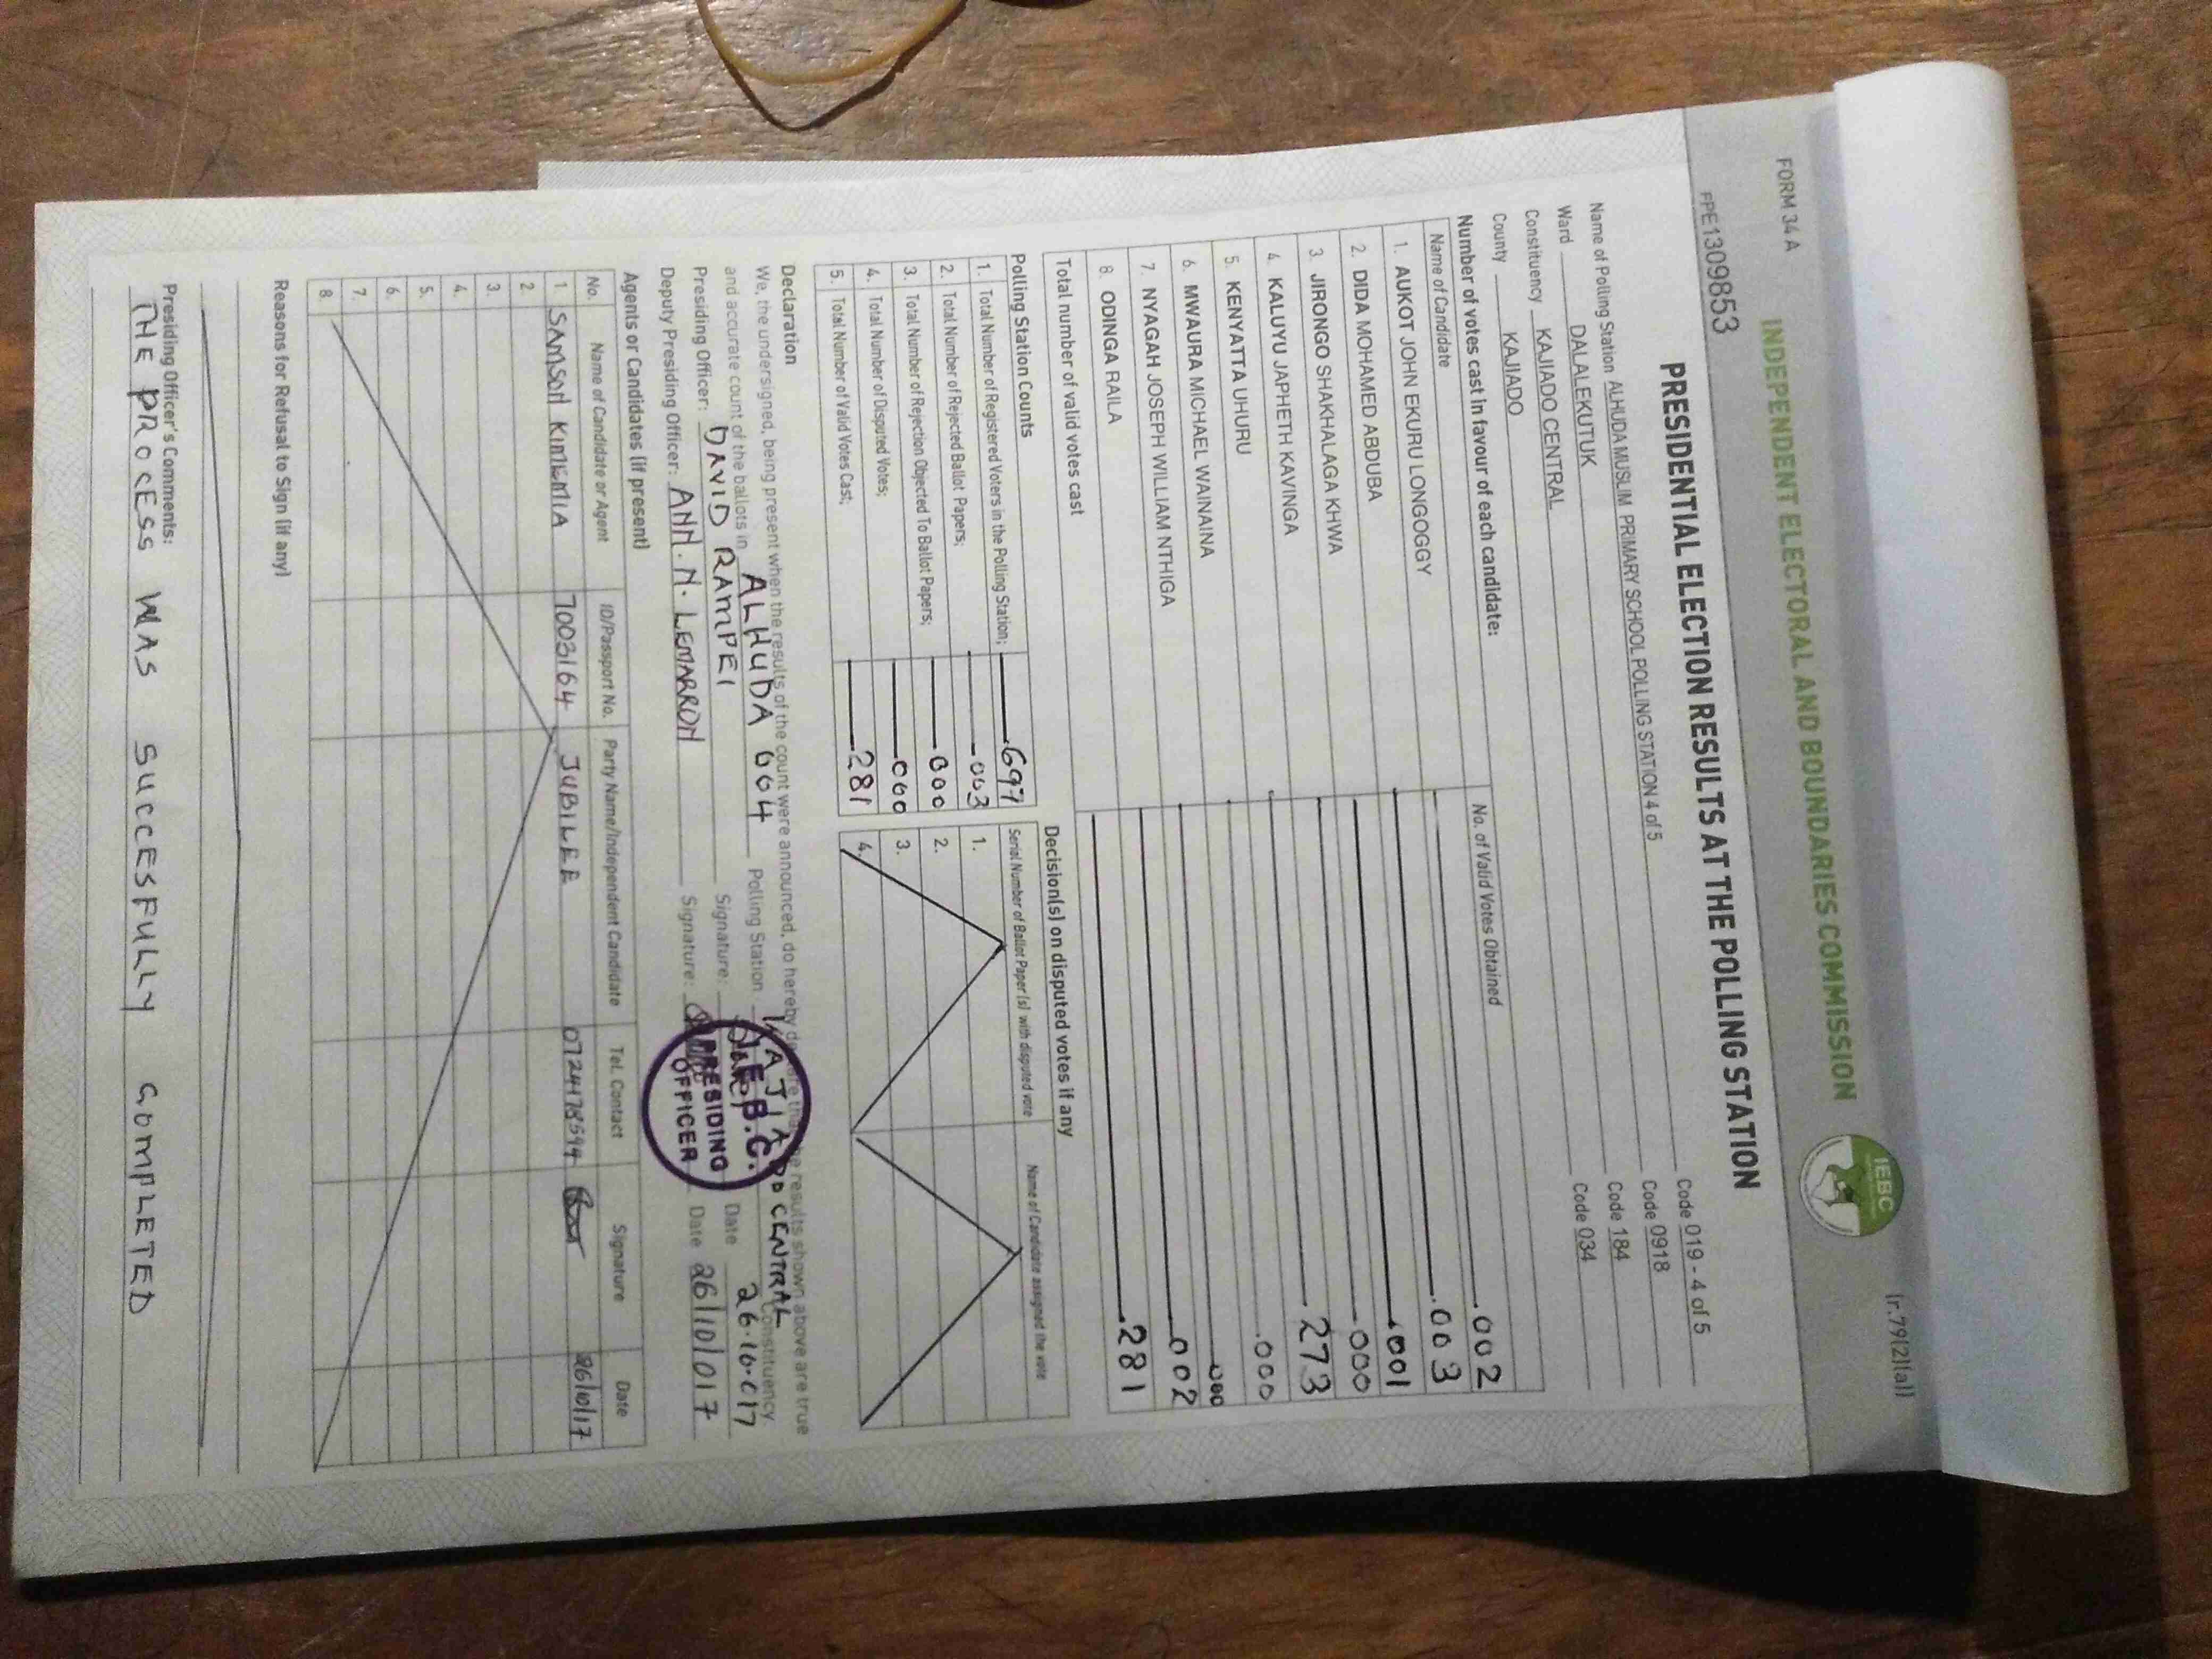 FORM 34 A
(r.79(2)(a))
INDEPENDENT ELECTORAL AND BOUNDARIES COMMISSION
IEBC
PPE1309853
PRESIDENTIAL ELECTION RESULTS AT THE POLLING STATION
Name of Polling Station ALHUDA MUSLIM PRIMARY SCHOOL POLLING STATION 4 of 5 Code 019 - 4 of 5
Ward DALALEKUTUK Code 0918
Constituency KAJIADO CENTRAL Code 184
County KAJIADO Code 034
Number of votes cast in favour of each candidate:
Name of Candidate No. of Valid Votes Obtained
1. AUKOT JOHN EKURU LONGOGGY 002
2. DIDA MOHAMED ABDUBA 003
3. JIRONGO SHAKHALAGA KHWA 001
4. KALUYU JAPHETH KAVINGA 000
5. KENYATTA UHURU 273
6. MWAURA MICHAEL WAINAINA 000
7. NYAGAH JOSEPH WILLIAM NTHIGA 000
8. ODINGA RAILA 002
Total number of valid votes cast 281
Polling Station Counts
1. Total Number of Registered Voters in the Polling Station; 697
2. Total Number of Rejected Ballot Papers; 003
3. Total Number of Rejection Objected To Ballot Papers; 000
4. Total Number of Disputed Votes; 000
5. Total Number of Valid Votes Cast; 281
Decision(s) on disputed votes if any
Serial Number of Ballot Paper(s) with disputed vote Name of Candidate assigned the vote
1.
2.
3.
4.
Declaration
We, the undersigned, being present when the results of the count were announced, do hereby declare that the results shown above are true
and accurate count of the ballots in ALHUDA 004 Polling Station KAJIADO CENTRAL Constituency.
Presiding Officer: DAVID RAMPEI Signature: Date 26.10.017
Deputy Presiding Officer: ANN. N. LEMARRON Signature: Date 26/10/017
I.E.B.C.
PRESIDING
OFFICER
Agents or Candidates (if present)
No. Name of Candidate or Agent ID/Passport No. Party Name/Independent Candidate Tel. Contact Signature Date
1. SAMSON KIMEMIA 7003164 JUBILEE 0724478594 26/10/17
2.
3.
4.
5.
6.
7.
8.
Reasons for Refusal to Sign (if any)
Presiding Officer's Comments:
THE PROCESS WAS SUCCESFULLY COMPLETED